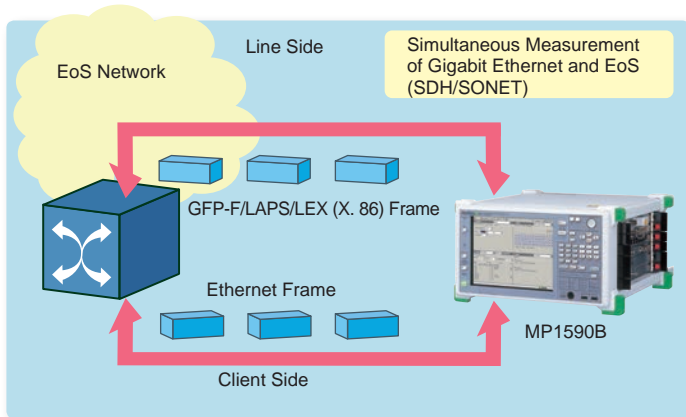 Line Side
EoS Network
Simultaneous Measurement
of Gigabit Ethernet and EoS
(SDH/SONET)
GFP-F/LAPS/LEX (X. 86) Frame
Ethernet Frame
MP1590B
Client Side